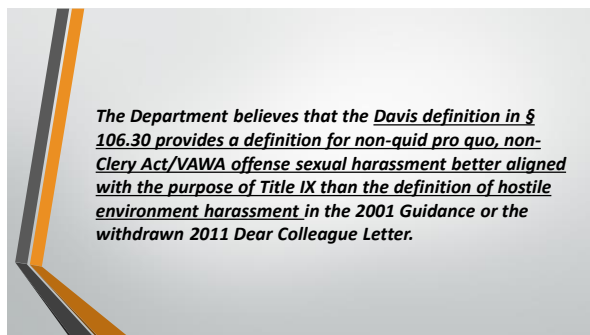 The Department believes that the Davis definition in §
106.30 provides a definition for non-quid pro quo, non-
Clery Act/VAWA offense sexual harassment better aligned
with the purpose of Title IX than the definition of hostile
environment harassment in the 2001 Guidance or the
withdrawn 2011 Dear Colleague Letter.